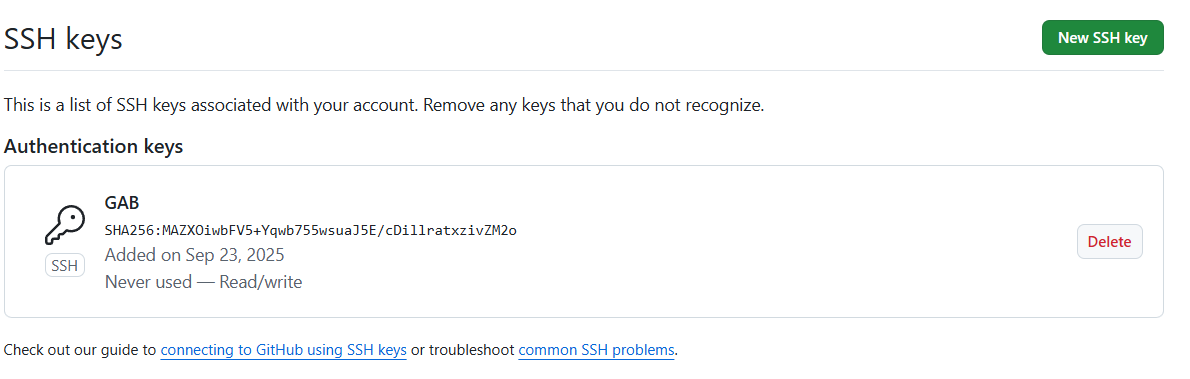 SSH keys
New SSH key
This is a list of SSH keys associated with your account. Remove any keys that you do not recognize.
Authentication keys
GAB
SHA256:MAZXOiwbFV5+Yqwb755wsuaJ5E/cDillratxzivZM2o
Added on Sep 23, 2025
Never used — Read/write
SSH
Delete
Check out our guide to connecting to GitHub using SSH keys or troubleshoot common SSH problems.